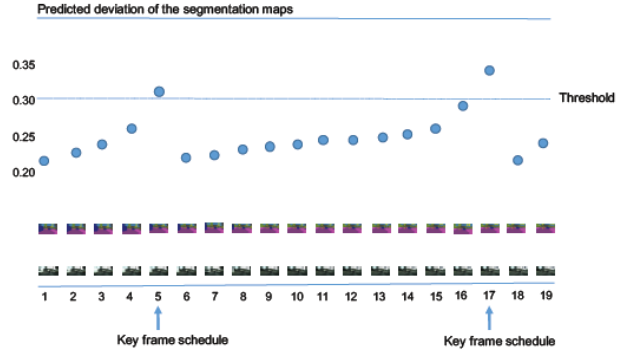 Predicted deviation of the segmentation maps
0.35
0.30
Threshold
0.25
0.20
1 2 3 4 5 6 7 8 9 10 11 12 13 14 15 16 17 18 19
Key frame schedule
Key frame schedule